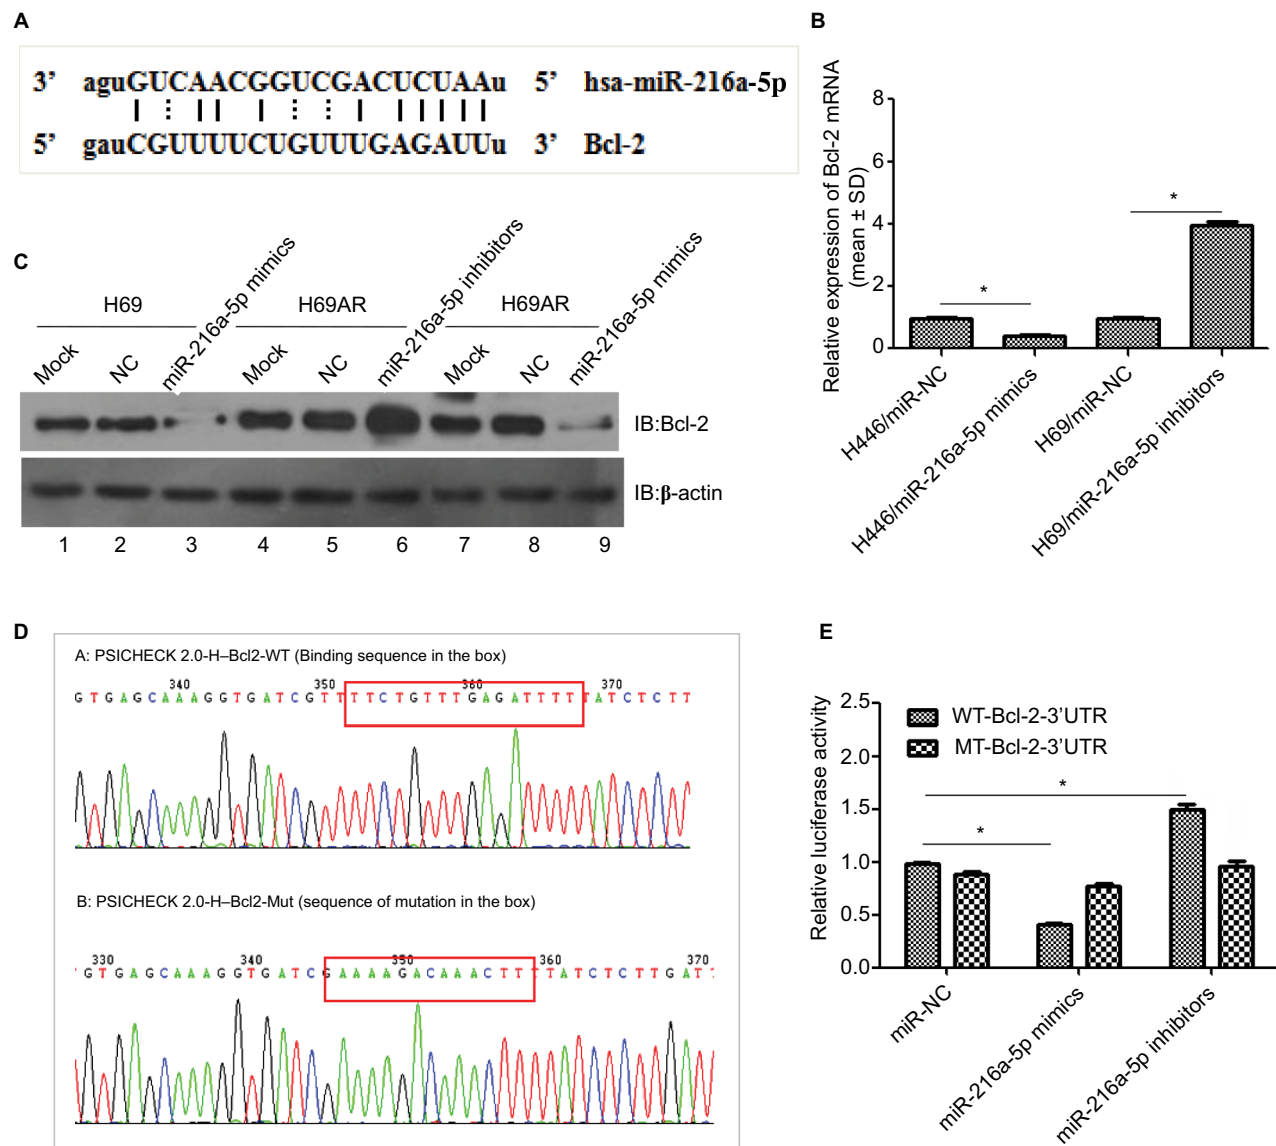 A
3’ aguGUCAACGGUCGACUCUAAu 5’ hsa-miR-216a-5p
5’ gauCGUUUUCUGUUUGAGAUUu 3’ Bcl-2
B
Relative expression of Bcl-2 mRNA
(mean ± SD)
8
6
4
2
0
*
*
H446/miR-NC
H446/miR-216a-5p mimics
H69/miR-NC
H69/miR-216a-5p inhibitors
C
H69
H69AR
H69AR
Mock
NC
miR-216a-5p mimics
Mock
NC
miR-216a-5p inhibitors
Mock
NC
miR-216a-5p mimics
IB:Bcl-2
IB:β-actin
1 2 3 4 5 6 7 8 9
D
A: PSICHECK 2.0-H–Bcl2-WT (Binding sequence in the box)
340 350 360 370
G T G A G C A A A G G T G A T C G T T T T C T G T T T G A G A T T T T T A T C T C T T
B: PSICHECK 2.0-H–Bcl2-Mut (sequence of mutation in the box)
330 340 350 360 370
G T G A G C A A A G G T G A T C G A A A A G A C A A A C T T T T A T C T C T T G A T
E
Relative luciferase activity
2.5
2.0
1.5
1.0
0.5
0.0
WT-Bcl-2-3’UTR
MT-Bcl-2-3’UTR
*
*
miR-NC
miR-216a-5p mimics
miR-216a-5p inhibitors